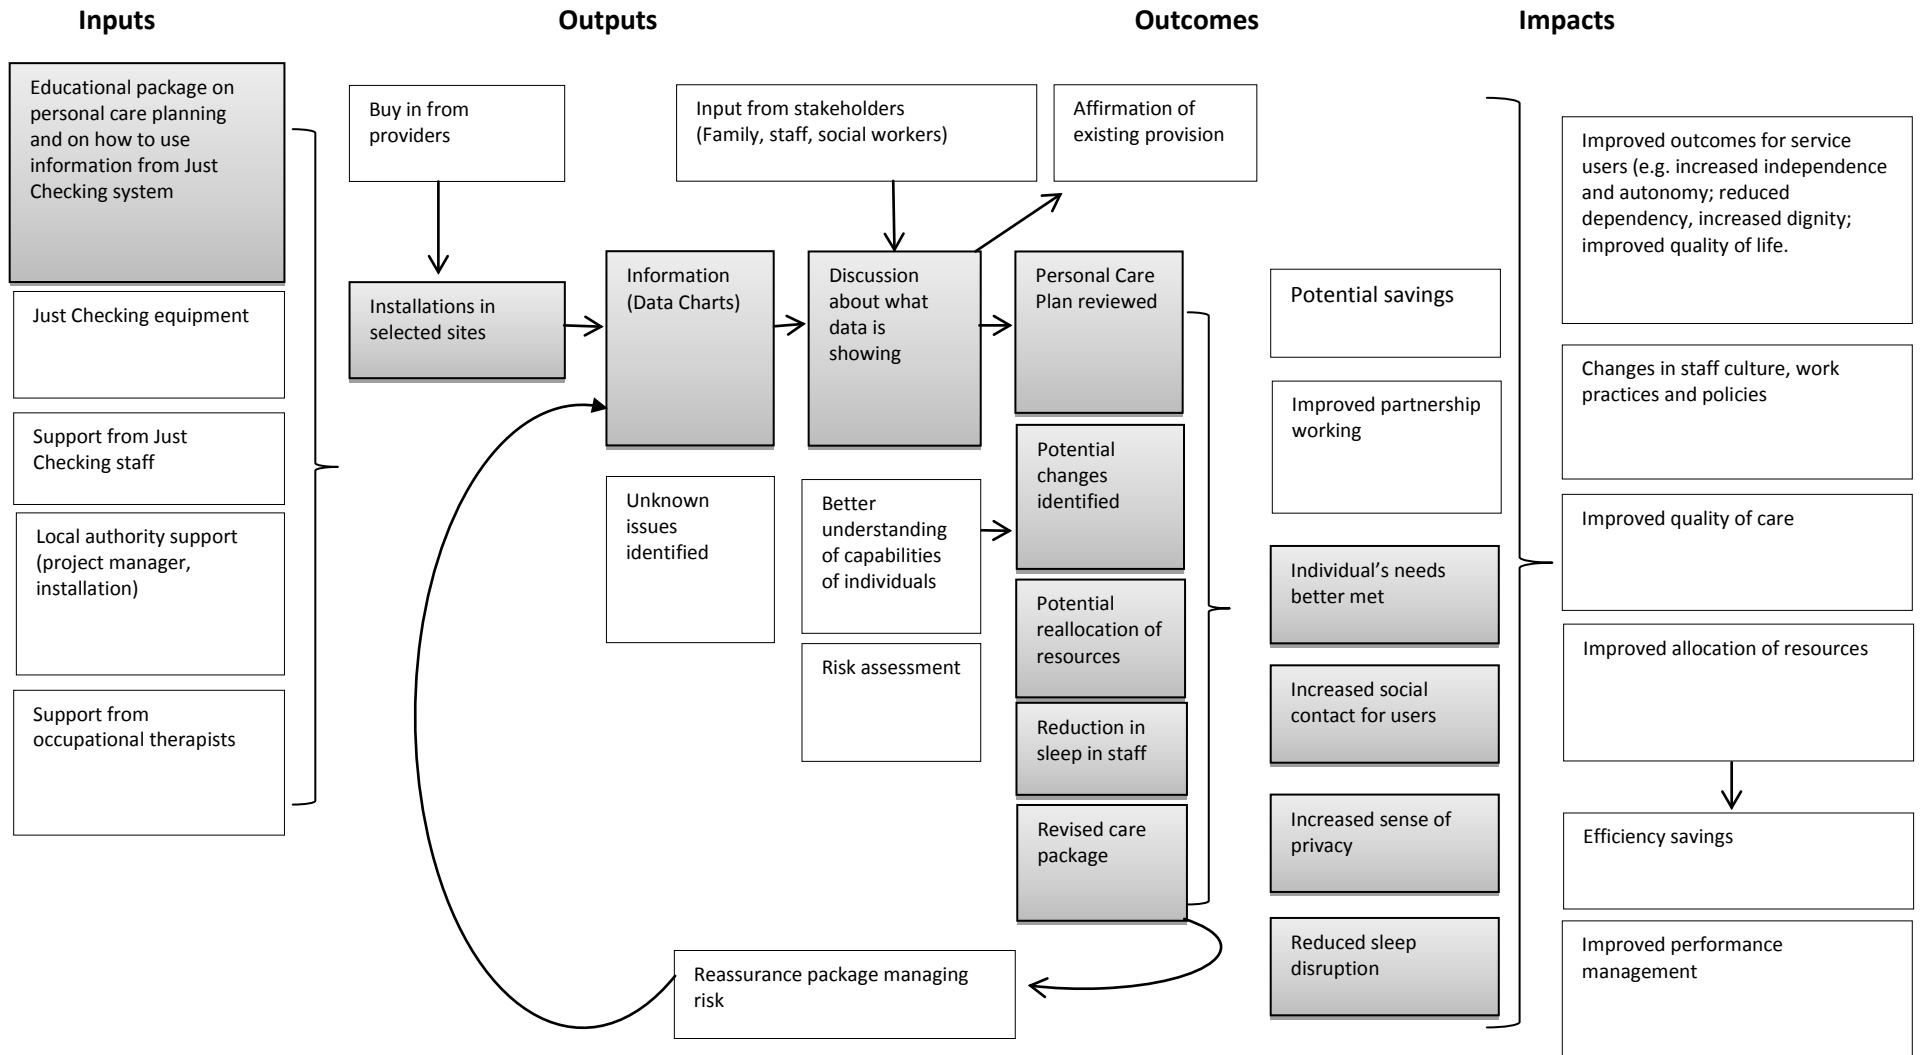 Inputs
Outputs
Outcomes
Impacts
Educational package on
personal care planning
and on how to use
information from Just
Checking system
Just Checking equipment
Support from Just
Checking staff
Local authority support
(project manager,
installation)
Support from
occupational therapists
Buy in from
providers
Installations in
selected sites
Input from stakeholders
(Family, staff, social workers)
Affirmation of
existing provision
Information
(Data Charts)
Discussion
about what
data is
showing
Personal Care
Plan reviewed
Unknown
issues
identified
Better
understanding
of capabilities
of individuals
Risk assessment
Potential
changes
identified
Potential
reallocation of
resources
Reduction in
sleep in staff
Revised care
package
Reassurance package managing
risk
Potential savings
Improved partnership
working
Individual’s needs
better met
Increased social
contact for users
Increased sense of
privacy
Reduced sleep
disruption
Improved outcomes for service
users (e.g. increased independence
and autonomy; reduced
dependency, increased dignity;
improved quality of life.
Changes in staff culture, work
practices and policies
Improved quality of care
Improved allocation of resources
Efficiency savings
Improved performance
management